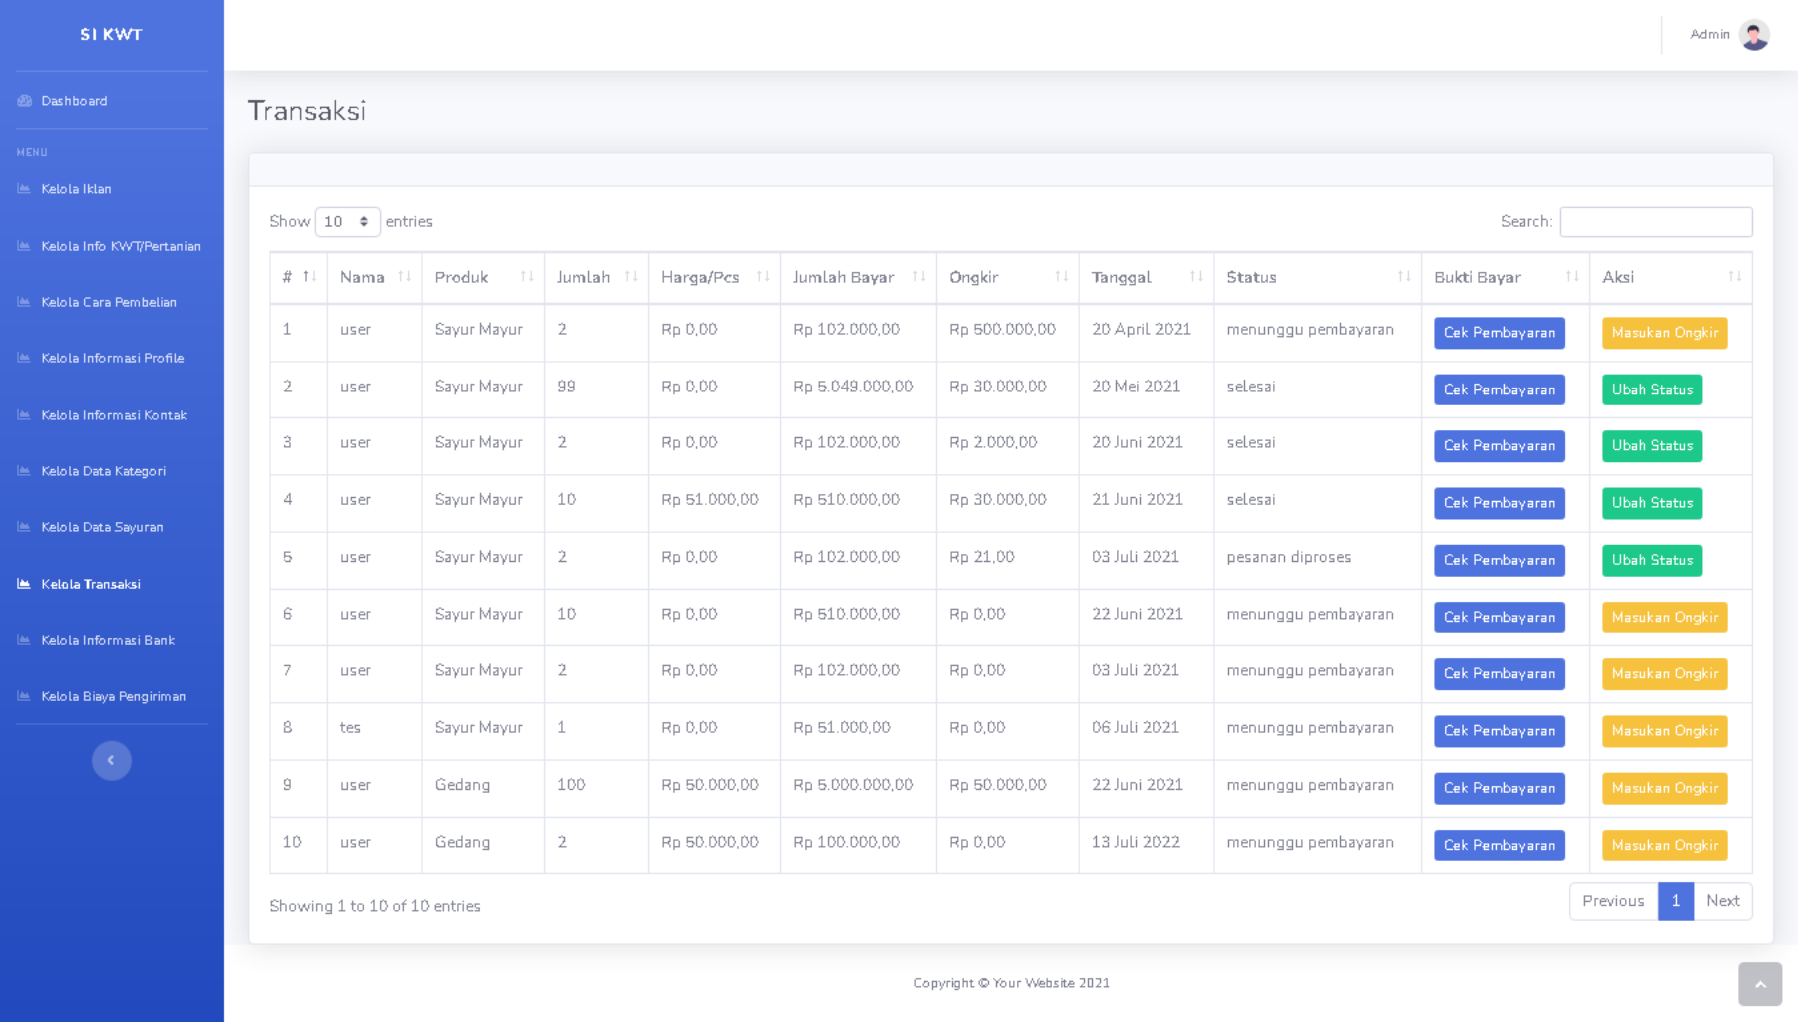 SI KWT
Admin
Dashboard
MENU
Kelola Iklan
Kelola Info KWT/Pertanian
Kelola Cara Pembelian
Kelola Informasi Profile
Kelola Informasi Kontak
Kelola Data Kategori
Kelola Data Sayuran
Kelola Transaksi
Kelola Informasi Bank
Kelola Biaya Pengiriman
Transaksi
Show 10 entries Search:
# Nama Produk Jumlah Harga/Pcs Jumlah Bayar Ongkir Tanggal Status Bukti Bayar Aksi
1 user Sayur Mayur 2 Rp 0,00 Rp 102.000,00 Rp 500.000,00 20 April 2021 menunggu pembayaran Cek Pembayaran Masukan Ongkir
2 user Sayur Mayur 99 Rp 0,00 Rp 5.049.000,00 Rp 30.000,00 20 Mei 2021 selesai Cek Pembayaran Ubah Status
3 user Sayur Mayur 2 Rp 0,00 Rp 102.000,00 Rp 2.000,00 20 Juni 2021 selesai Cek Pembayaran Ubah Status
4 user Sayur Mayur 10 Rp 51.000,00 Rp 510.000,00 Rp 30.000,00 21 Juni 2021 selesai Cek Pembayaran Ubah Status
5 user Sayur Mayur 2 Rp 0,00 Rp 102.000,00 Rp 21,00 03 Juli 2021 pesanan diproses Cek Pembayaran Ubah Status
6 user Sayur Mayur 10 Rp 0,00 Rp 510.000,00 Rp 0,00 22 Juni 2021 menunggu pembayaran Cek Pembayaran Masukan Ongkir
7 user Sayur Mayur 2 Rp 0,00 Rp 102.000,00 Rp 0,00 03 Juli 2021 menunggu pembayaran Cek Pembayaran Masukan Ongkir
8 tes Sayur Mayur 1 Rp 0,00 Rp 51.000,00 Rp 0,00 06 Juli 2021 menunggu pembayaran Cek Pembayaran Masukan Ongkir
9 user Gedang 100 Rp 50.000,00 Rp 5.000.000,00 Rp 50.000,00 22 Juni 2021 menunggu pembayaran Cek Pembayaran Masukan Ongkir
10 user Gedang 2 Rp 50.000,00 Rp 100.000,00 Rp 0,00 13 Juli 2022 menunggu pembayaran Cek Pembayaran Masukan Ongkir
Showing 1 to 10 of 10 entries Previous 1 Next
Copyright © Your Website 2021